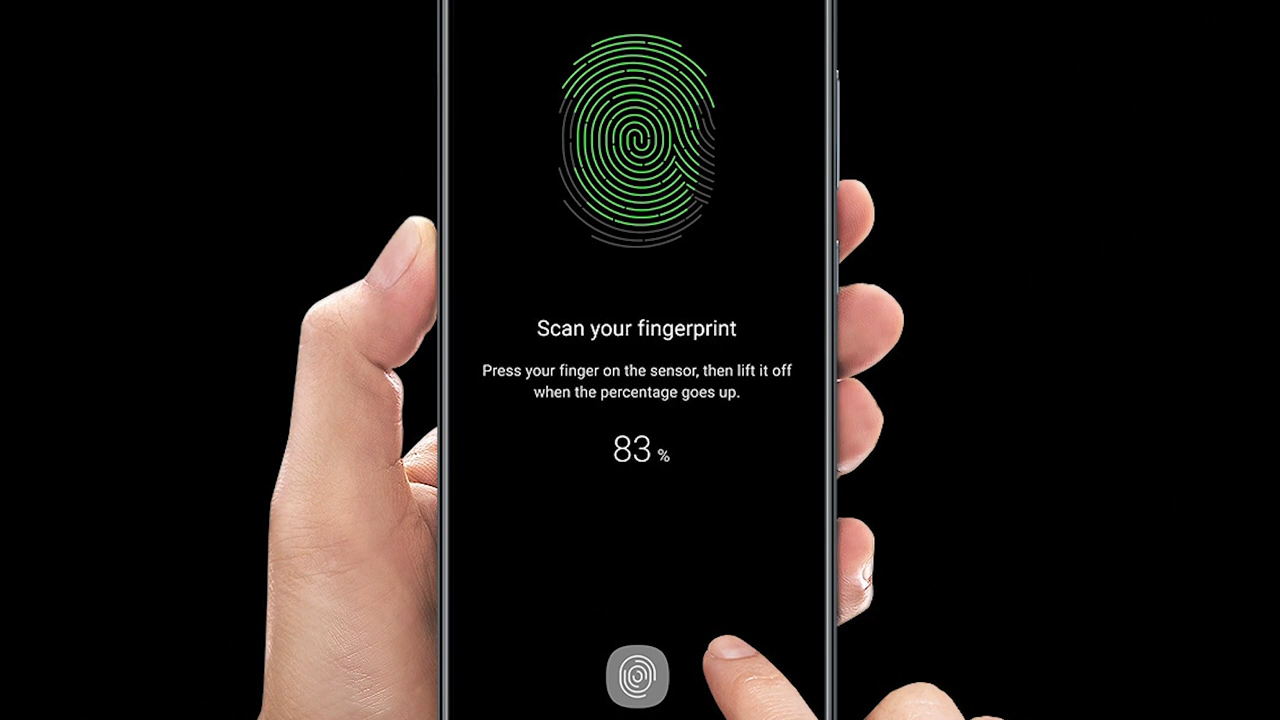 Scan your fingerprint
Press your finger on the sensor, then lift it off
when the percentage goes up.
83 %